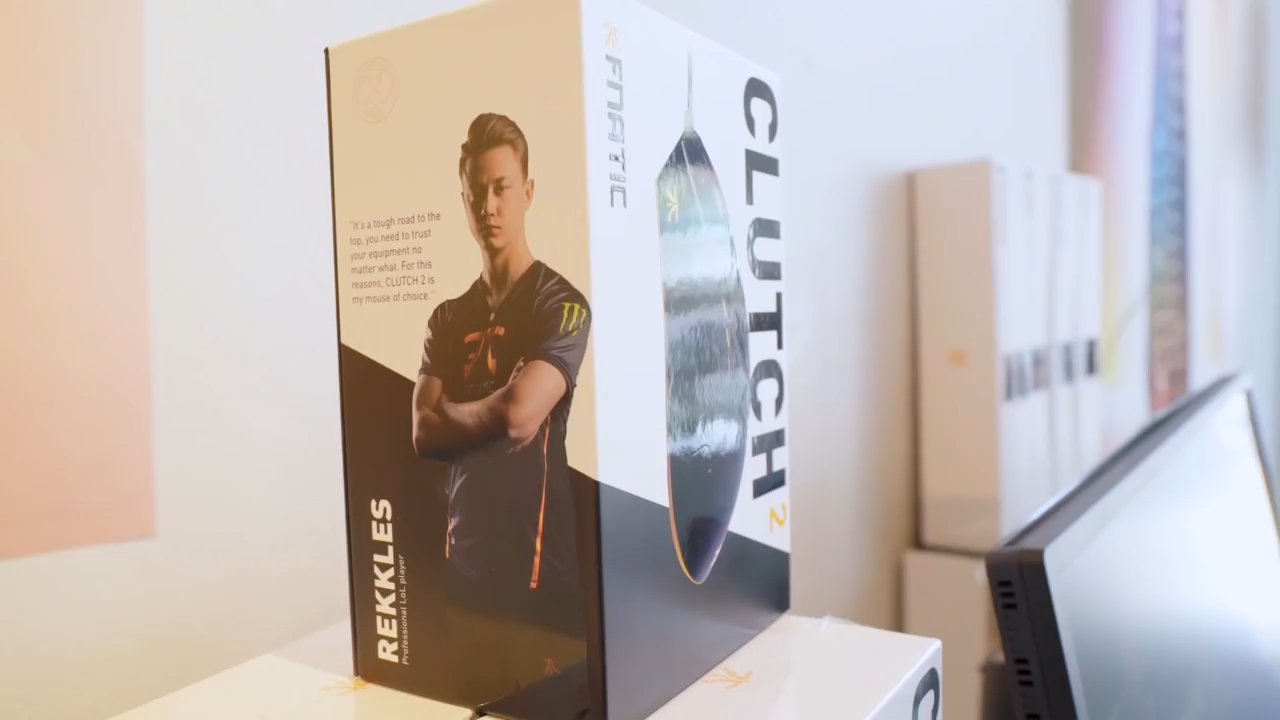 "It's a tough road to the
top, you need to trust
your equipment no
matter what. For this
reasons, CLUTCH 2 is
my mouse of choice."
REKKLES
Professional LoL player
FNATIC
CLUTCH 2
C